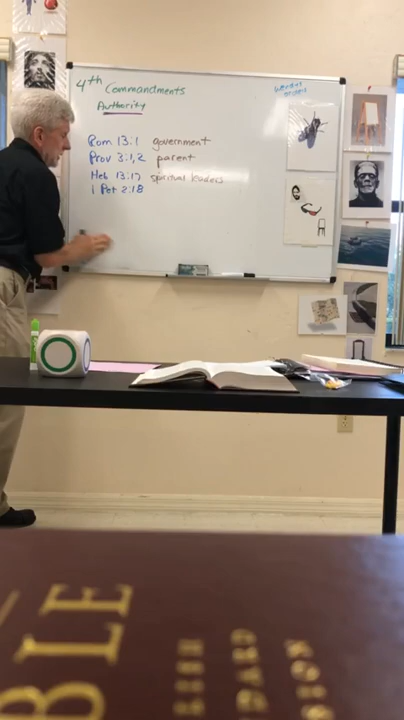 4th Commandments
Authority
Rom 13:1 government
Prov 3:1,2 parent
Heb 13:17 spiritual leaders
1 Pet 2:18
BLE